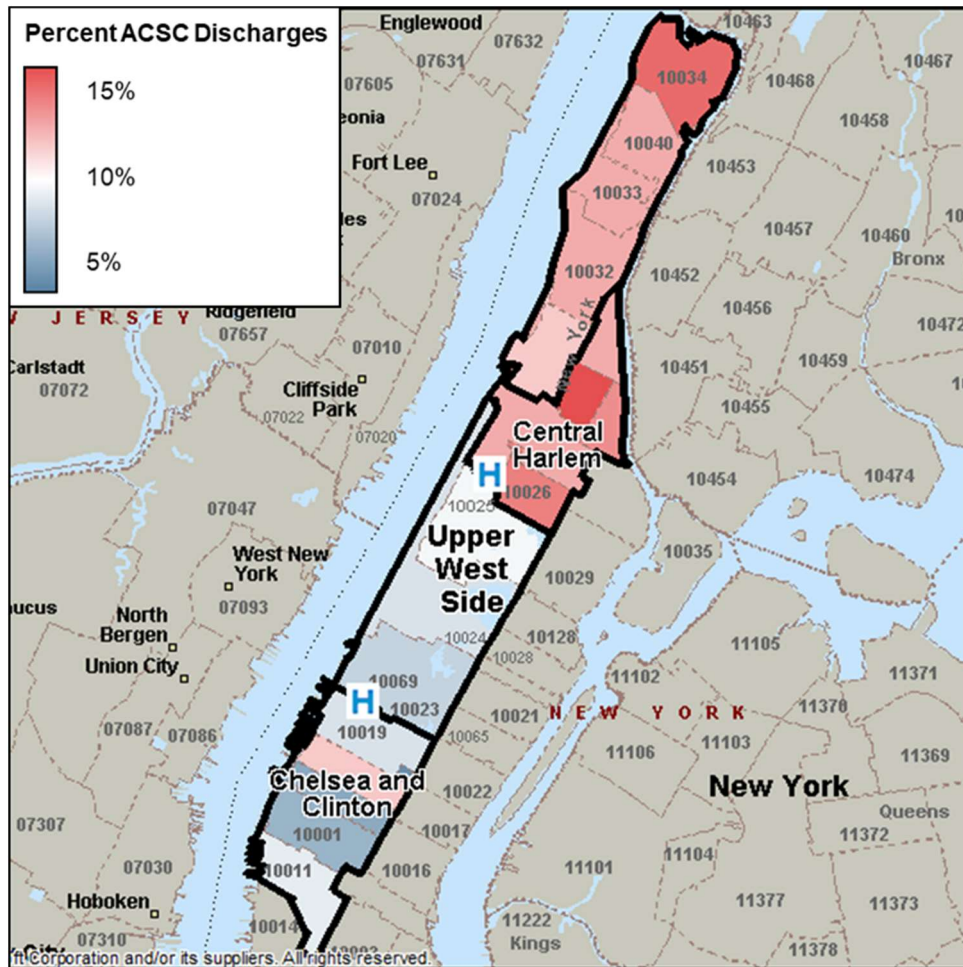 Percent ACSC Discharges
15%
10%
5%
Englewood
07632
07631
07605
eonia
Fort Lee
07024
les
10463
10468
10467
10458
10034
10040
10453
10033
10457
10460
Bronx
10032
10452
10456
10472
10459
10451
10455
New York
W JERSEY
Ridgefield
07657
07010
Carlstadt
07072
Cliffside
Park
07022
07020
Central
Harlem
10454
10474
H
10026
10025
07047
Upper
West
Side
10035
10029
West New
York
07093
aucus
North
Bergen
Union City
10024
10128
10028
11105
11102
11370
11371
10069
10023
H
10019
10021
10065
NEW YORK
11106
11103
11369
07087
07086
Chelsea and
Clinton
10022
New York
Queens
07307
10001
10017
11372
07030
10011
10016
11101
11104
11377
11373
Hoboken
10014
11222
Kings
07310
11378
ft Corporation and/or its suppliers. All rights reserved.